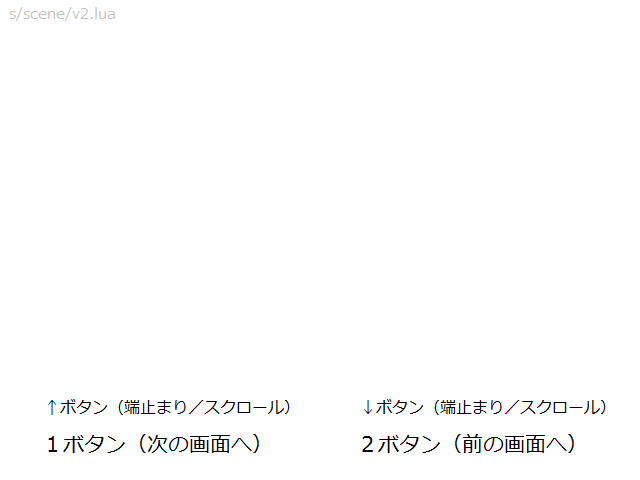 s/scene/v2.lua
↑ボタン（端止まり／スクロール）
↓ボタン（端止まり／スクロール）
１ボタン（次の画面へ）
２ボタン（前の画面へ）